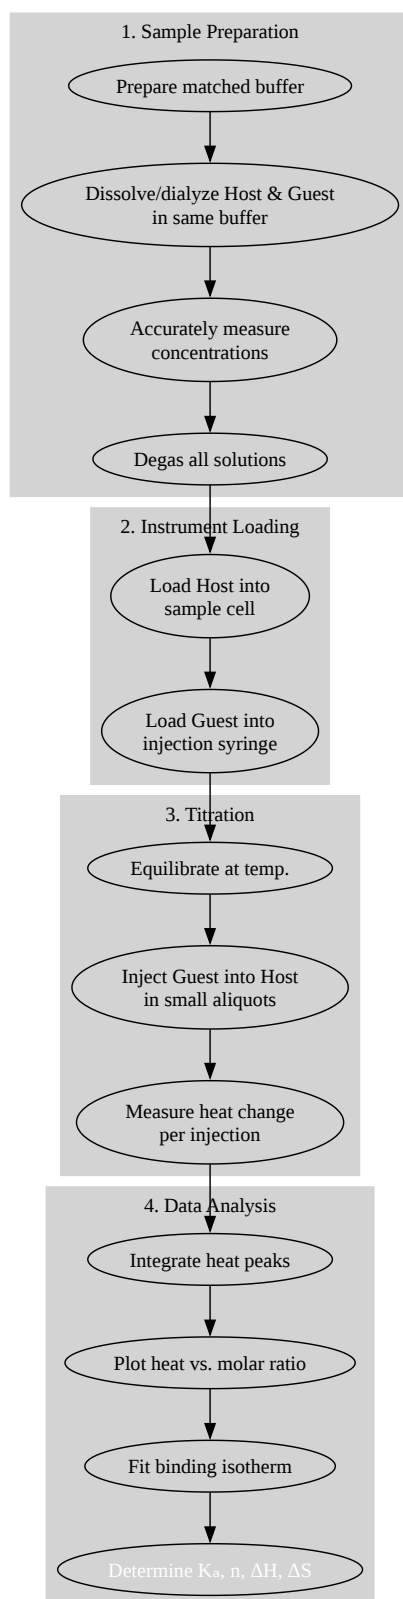 1. Sample Preparation
Prepare matched buffer
Dissolve/dialyze Host & Guest
in same buffer
Accurately measure
concentrations
Degas all solutions
2. Instrument Loading
Load Host into
sample cell
Load Guest into
injection syringe
3. Titration
Equilibrate at temp.
Inject Guest into Host
in small aliquots
Measure heat change
per injection
4. Data Analysis
Integrate heat peaks
Plot heat vs. molar ratio
Fit binding isotherm
Determine Kₐ, n, ΔH, ΔS